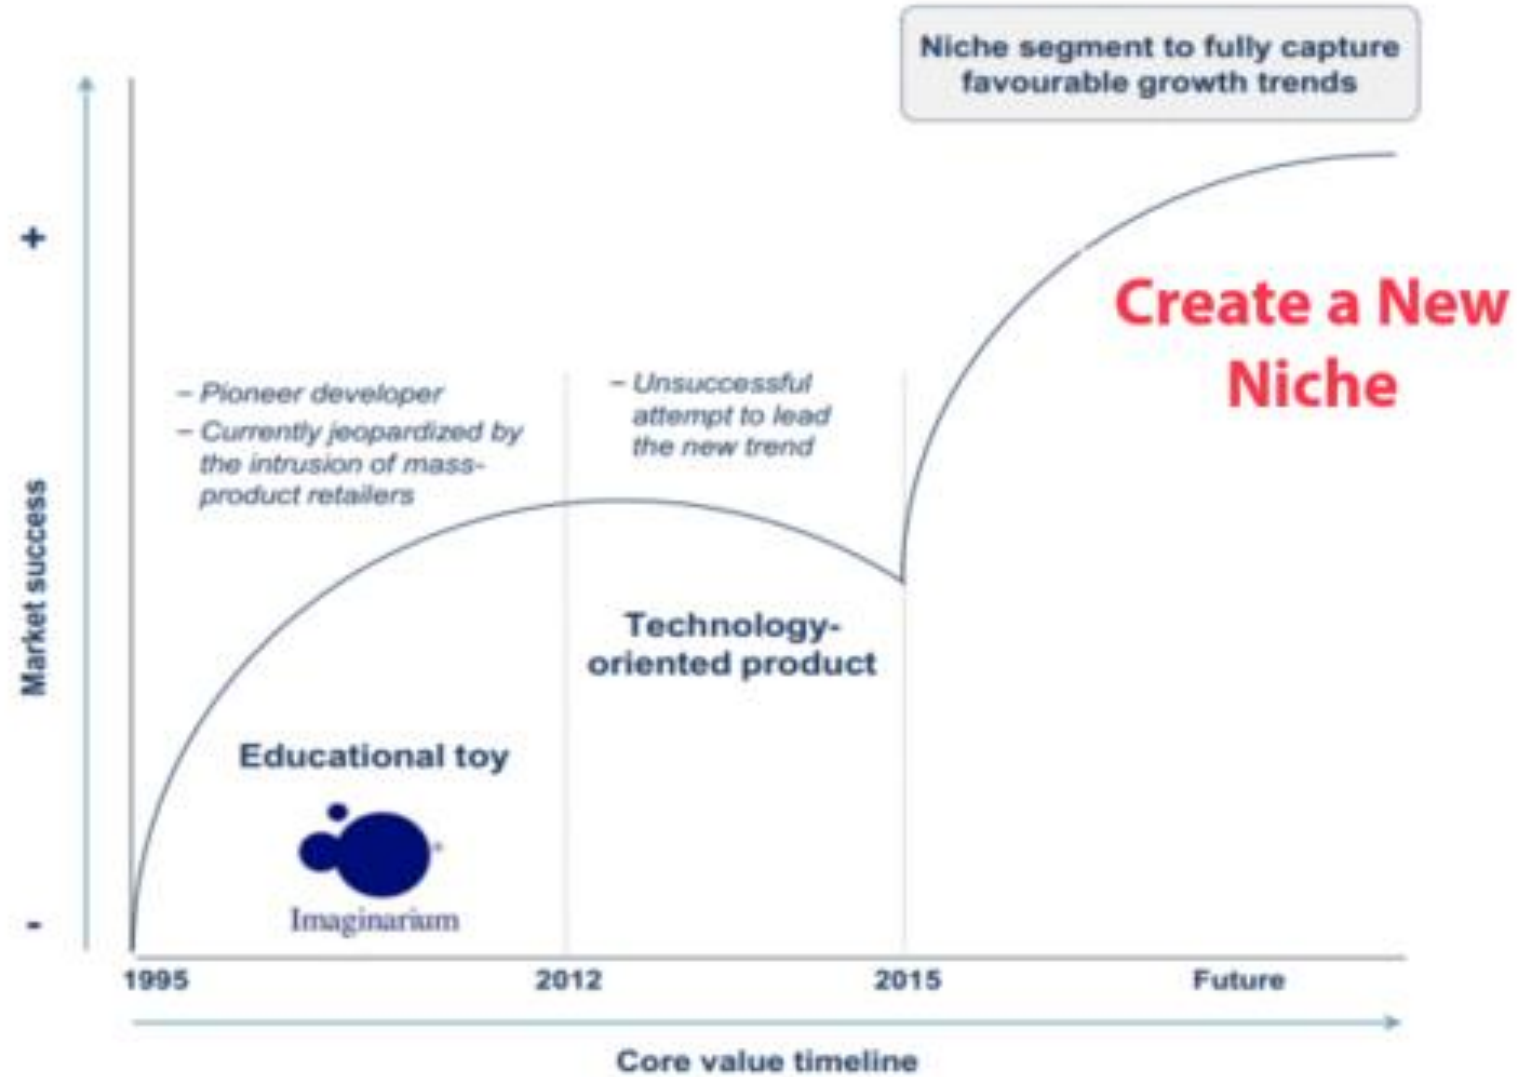 Niche segment to fully capture
favourable growth trends
+
Create a New
Niche
– Pioneer developer
– Currently jeopardized by
the intrusion of mass-
product retailers
– Unsuccessful
attempt to lead
the new trend
Market success
Technology-
oriented product
Educational toy
Imaginarium
-
1995
2012
2015
Future
Core value timeline